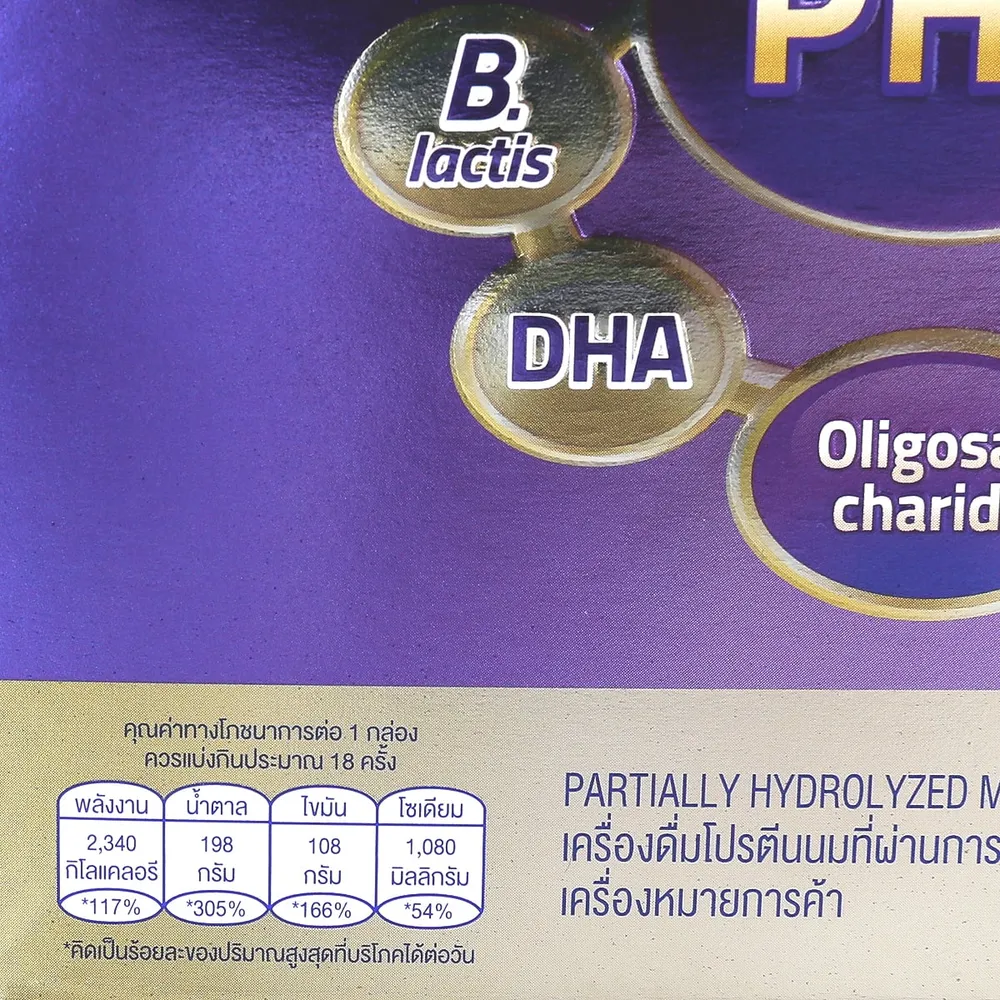 PH
B.
lactis
DHA
Oligosa
charid
คุณค่าทางโภชนาการต่อ 1 กล่อง
ควรแบ่งกินประมาณ 18 ครั้ง
พลังงาน น้ำตาล ไขมัน โซเดียม
2,340 198 108 1,080
กิโลแคลอรี กรัม กรัม มิลลิกรัม
*117% *305% *166% *54%
*คิดเป็นร้อยละของปริมาณสูงสุดที่บริโภคได้ต่อวัน
PARTIALLY HYDROLYZED M
เครื่องดื่มโปรตีนนมที่ผ่านการ
เครื่องหมายการค้า